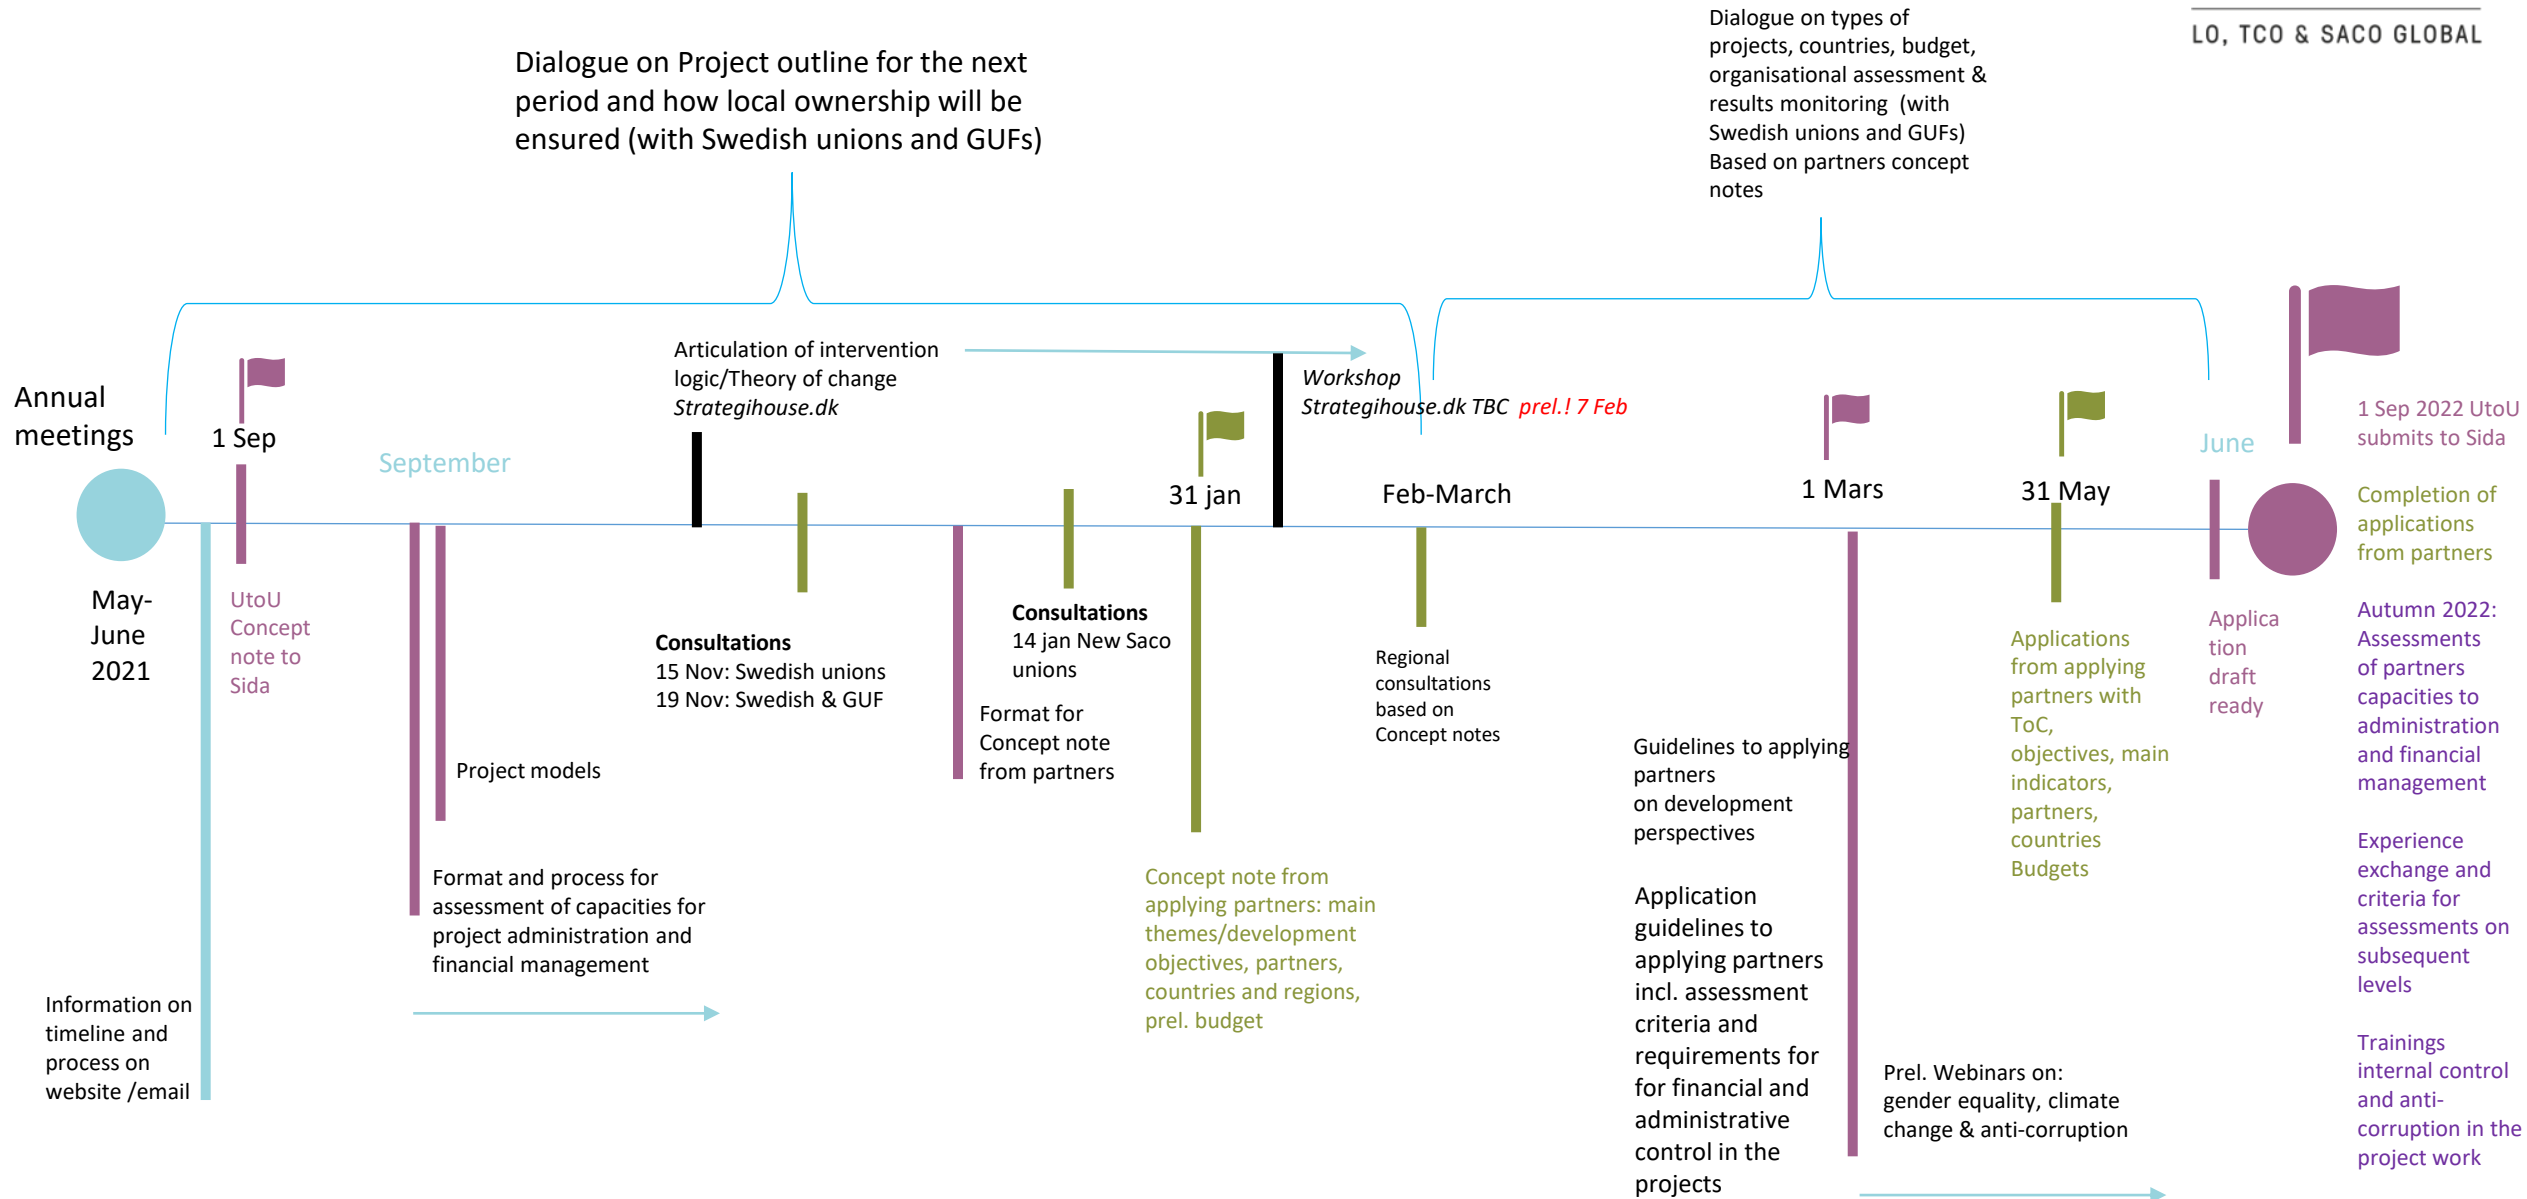 LO, TCO & SACO GLOBAL
Dialogue on Project outline for the next
period and how local ownership will be
ensured (with Swedish unions and GUFs)
Dialogue on types of
projects, countries, budget,
organisational assessment &
results monitoring (with
Swedish unions and GUFs)
Based on partners concept
notes
Annual
meetings
1 Sep
September
Articulation of intervention
logic/Theory of change
Strategihouse.dk
31 jan
Workshop
Strategihouse.dk TBC prel.! 7 Feb
Feb-March
1 Mars
31 May
June
1 Sep 2022 UtoU
submits to Sida
Completion of
applications
from partners
Autumn 2022:
Assessments
of partners
capacities to
administration
and financial
management
Experience
exchange and
criteria for
assessments on
subsequent
levels
Trainings
internal control
and anti-
corruption in the
project work
May-
June
2021
UtoU
Concept
note to
Sida
Information on
timeline and
process on
website /email
Project models
Format and process for
assessment of capacities for
project administration and
financial management
Consultations
15 Nov: Swedish unions
19 Nov: Swedish & GUF
Format for
Concept note
from partners
Consultations
14 jan New Saco
unions
Concept note from
applying partners: main
themes/development
objectives, partners,
countries and regions,
prel. budget
Regional
consultations
based on
Concept notes
Guidelines to applying
partners
on development
perspectives
Application
guidelines to
applying partners
incl. assessment
criteria and
requirements for
for financial and
administrative
control in the
projects
Prel. Webinars on:
gender equality, climate
change & anti-corruption
Applications
from applying
partners with
ToC,
objectives, main
indicators,
partners,
countries
Budgets
Applica
tion
draft
ready